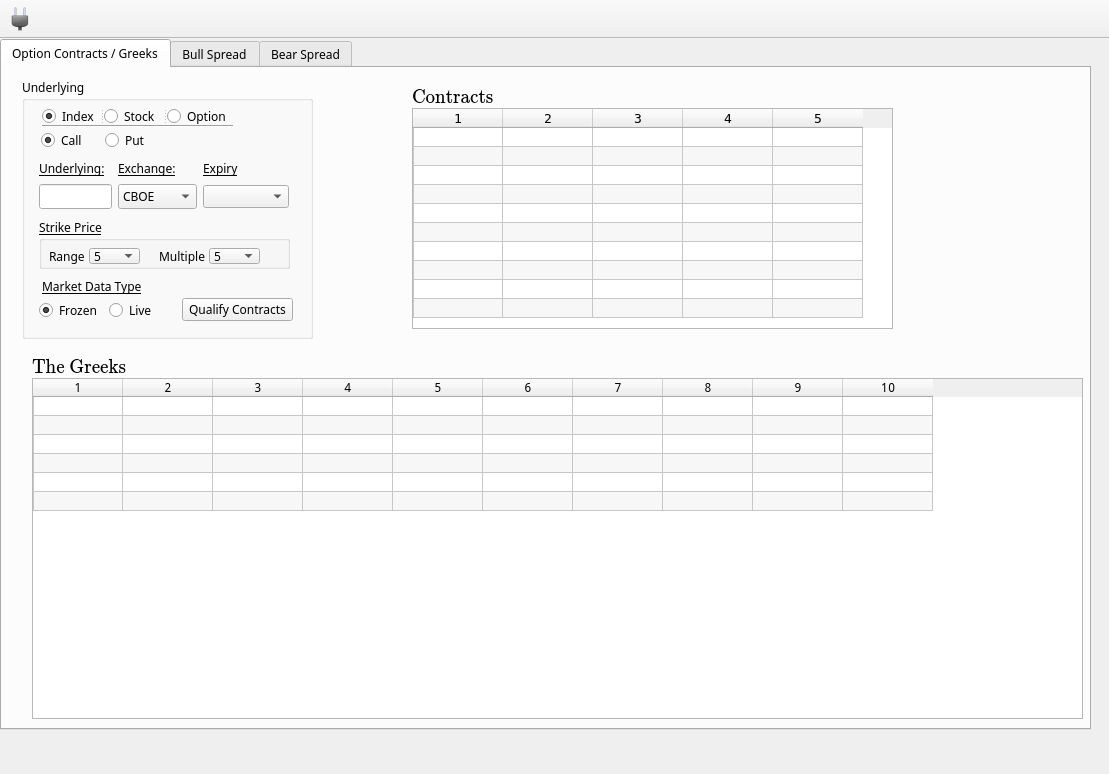 Option Contracts / Greeks Bull Spread Bear Spread
Underlying
Index Stock Option
Call Put
Underlying: Exchange: Expiry
CBOE
Strike Price
Range 5 Multiple 5
Market Data Type
Frozen Live Qualify Contracts
Contracts
1 2 3 4 5
The Greeks
1 2 3 4 5 6 7 8 9 10